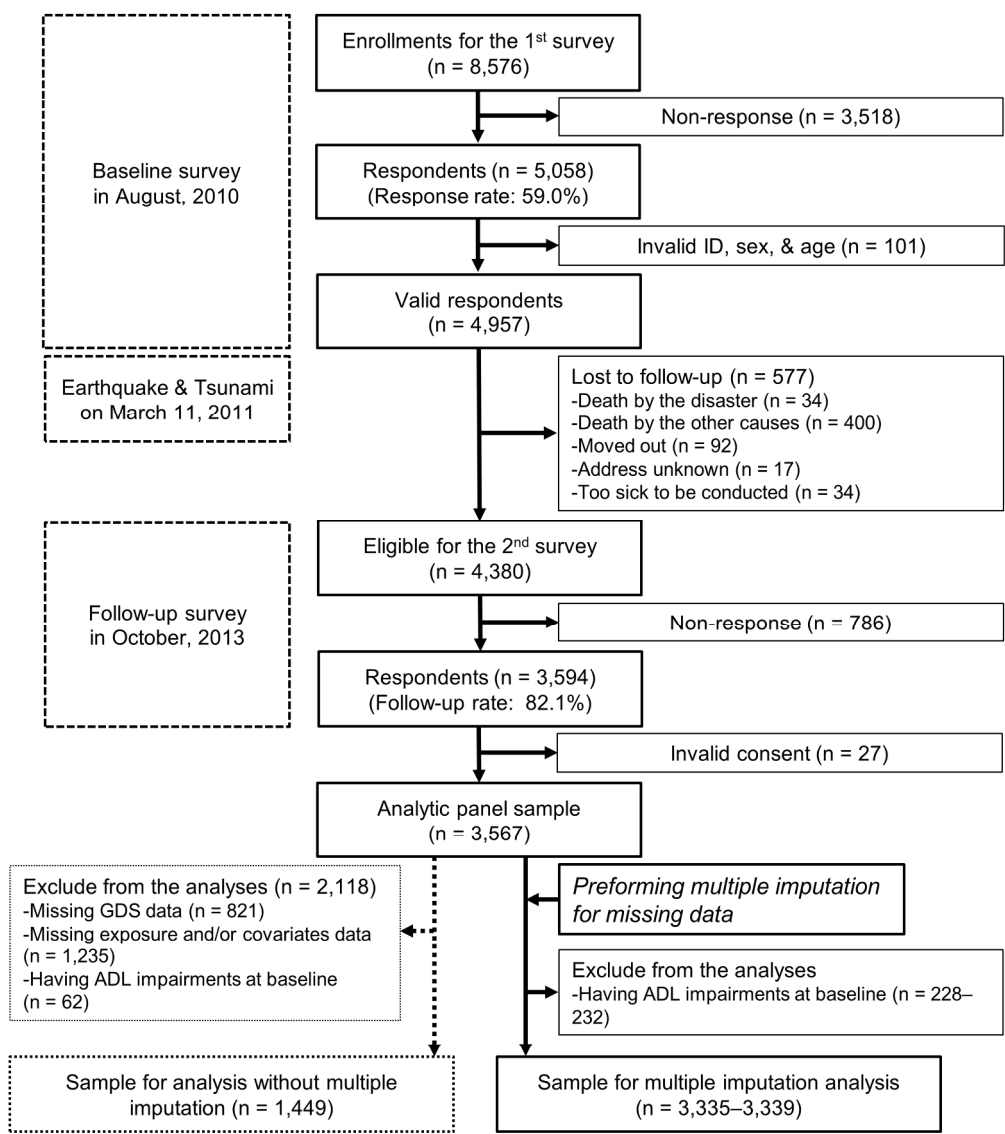 Enrollments for the 1st survey
(n = 8,576)
Non-response (n = 3,518)
Baseline survey
in August, 2010
Respondents (n = 5,058)
(Response rate: 59.0%)
Invalid ID, sex, & age (n = 101)
Valid respondents
(n = 4,957)
Earthquake & Tsunami
on March 11, 2011
Lost to follow-up (n = 577)
-Death by the disaster (n = 34)
-Death by the other causes (n = 400)
-Moved out (n = 92)
-Address unknown (n = 17)
-Too sick to be conducted (n = 34)
Eligible for the 2nd survey
(n = 4,380)
Follow-up survey
in October, 2013
Non-response (n = 786)
Respondents (n = 3,594)
(Follow-up rate: 82.1%)
Invalid consent (n = 27)
Analytic panel sample
(n = 3,567)
Exclude from the analyses (n = 2,118)
-Missing GDS data (n = 821)
-Missing exposure and/or covariates data
(n = 1,235)
-Having ADL impairments at baseline
(n = 62)
Preforming multiple imputation
for missing data
Exclude from the analyses
-Having ADL impairments at baseline (n = 228–
232)
Sample for analysis without multiple
imputation (n = 1,449)
Sample for multiple imputation analysis
(n = 3,335–3,339)